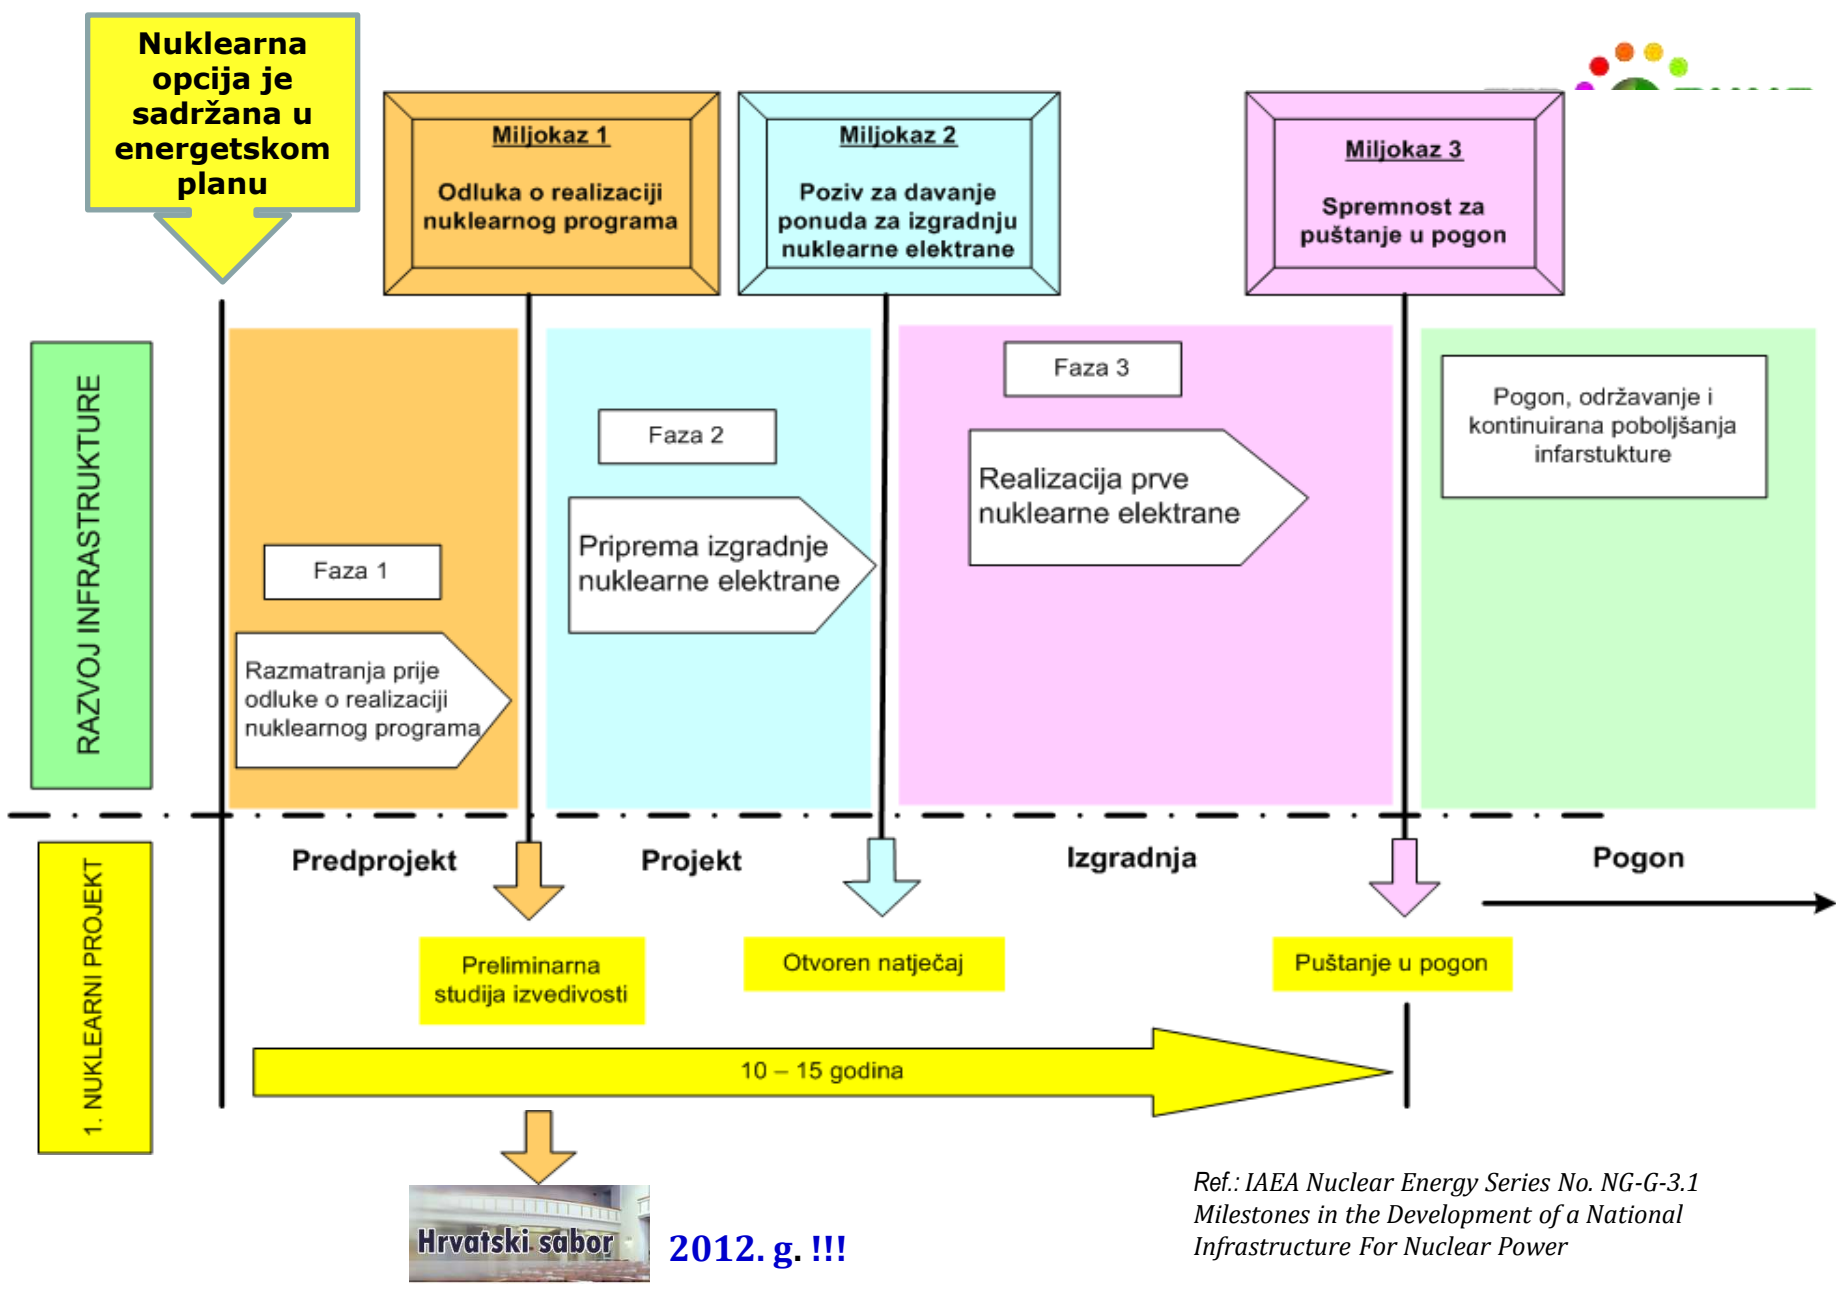 Nuklearna
opcija je
sadržana u
energetskom
planu
Miljokaz 1
Odluka o realizaciji
nuklearnog programa
Miljokaz 2
Poziv za davanje
ponuda za izgradnju
nuklearne elektrane
Miljokaz 3
Spremnost za
puštanje u pogon
RAZVOJ INFRASTRUKTURE
Faza 1
Razmatranja prije
odluke o realizaciji
nuklearnog programa
Faza 2
Priprema izgradnje
nuklearne elektrane
Faza 3
Realizacija prve
nuklearne elektrane
Pogon, održavanje i
kontinuirana poboljšanja
infarstukture
1. NUKLEARNI PROJEKT
Predprojekt
Projekt
Izgradnja
Pogon
Preliminarna
studija izvedivosti
Otvoren natječaj
Puštanje u pogon
10 – 15 godina
Hrvatski sabor
2012. g. !!!
Ref.: IAEA Nuclear Energy Series No. NG-G-3.1
Milestones in the Development of a National
Infrastructure For Nuclear Power